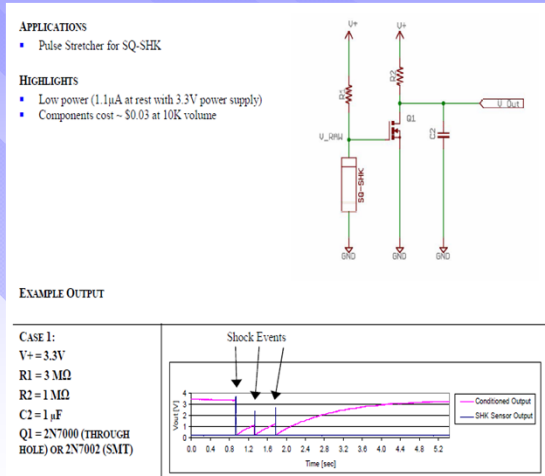 APPLICATIONS
▪ Pulse Stretcher for SQ-SHK
HIGHLIGHTS
▪ Low power (1.1μA at rest with 3.3V power supply)
▪ Components cost ~ $0.03 at 10K volume
V+
V+
R1
R2
Q1
V_Out
V_RAW
C2
SQ-SHK
GND
GND
GND
EXAMPLE OUTPUT
CASE 1:
V+ = 3.3V
R1 = 3 MΩ
R2 = 1 MΩ
C2 = 1 μF
Q1 = 2N7000 (THROUGH
HOLE) OR 2N7002 (SMT)
Shock Events
Vout [V]
4
3
2
1
0
0.0 0.4 0.8 1.2 1.6 2.0 2.4 2.8 3.2 3.6 4.0 4.4 4.8 5.2
Time [sec]
Conditioned Output
SHK Sensor Output